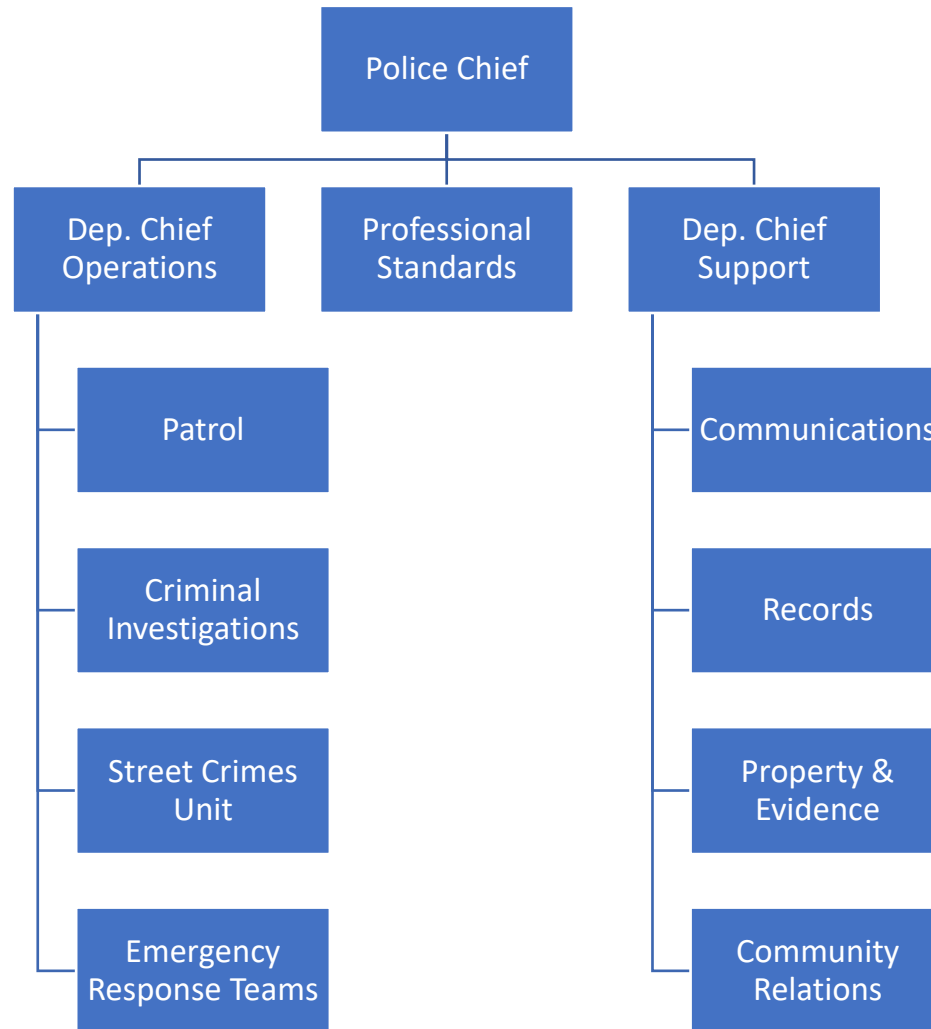 Police Chief
Dep. Chief
Operations
Professional
Standards
Dep. Chief
Support
Patrol
Communications
Criminal
Investigations
Records
Street Crimes
Unit
Property &
Evidence
Emergency
Response Teams
Community
Relations